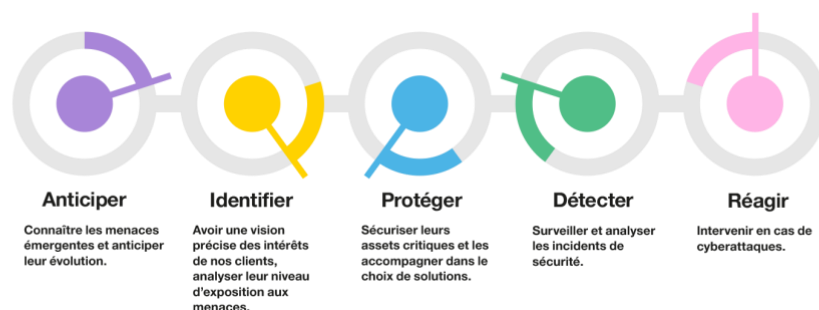 Anticiper
Connaître les menaces
émergentes et anticiper
leur évolution.
Identifier
Avoir une vision
précise des intérêts
de nos clients,
analyser leur niveau
d'exposition aux
menaces.
Protéger
Sécuriser leurs
assets critiques et les
accompagner dans le
choix de solutions.
Détecter
Surveiller et analyser
les incidents de
sécurité.
Réagir
Intervenir en cas de
cyberattaques.